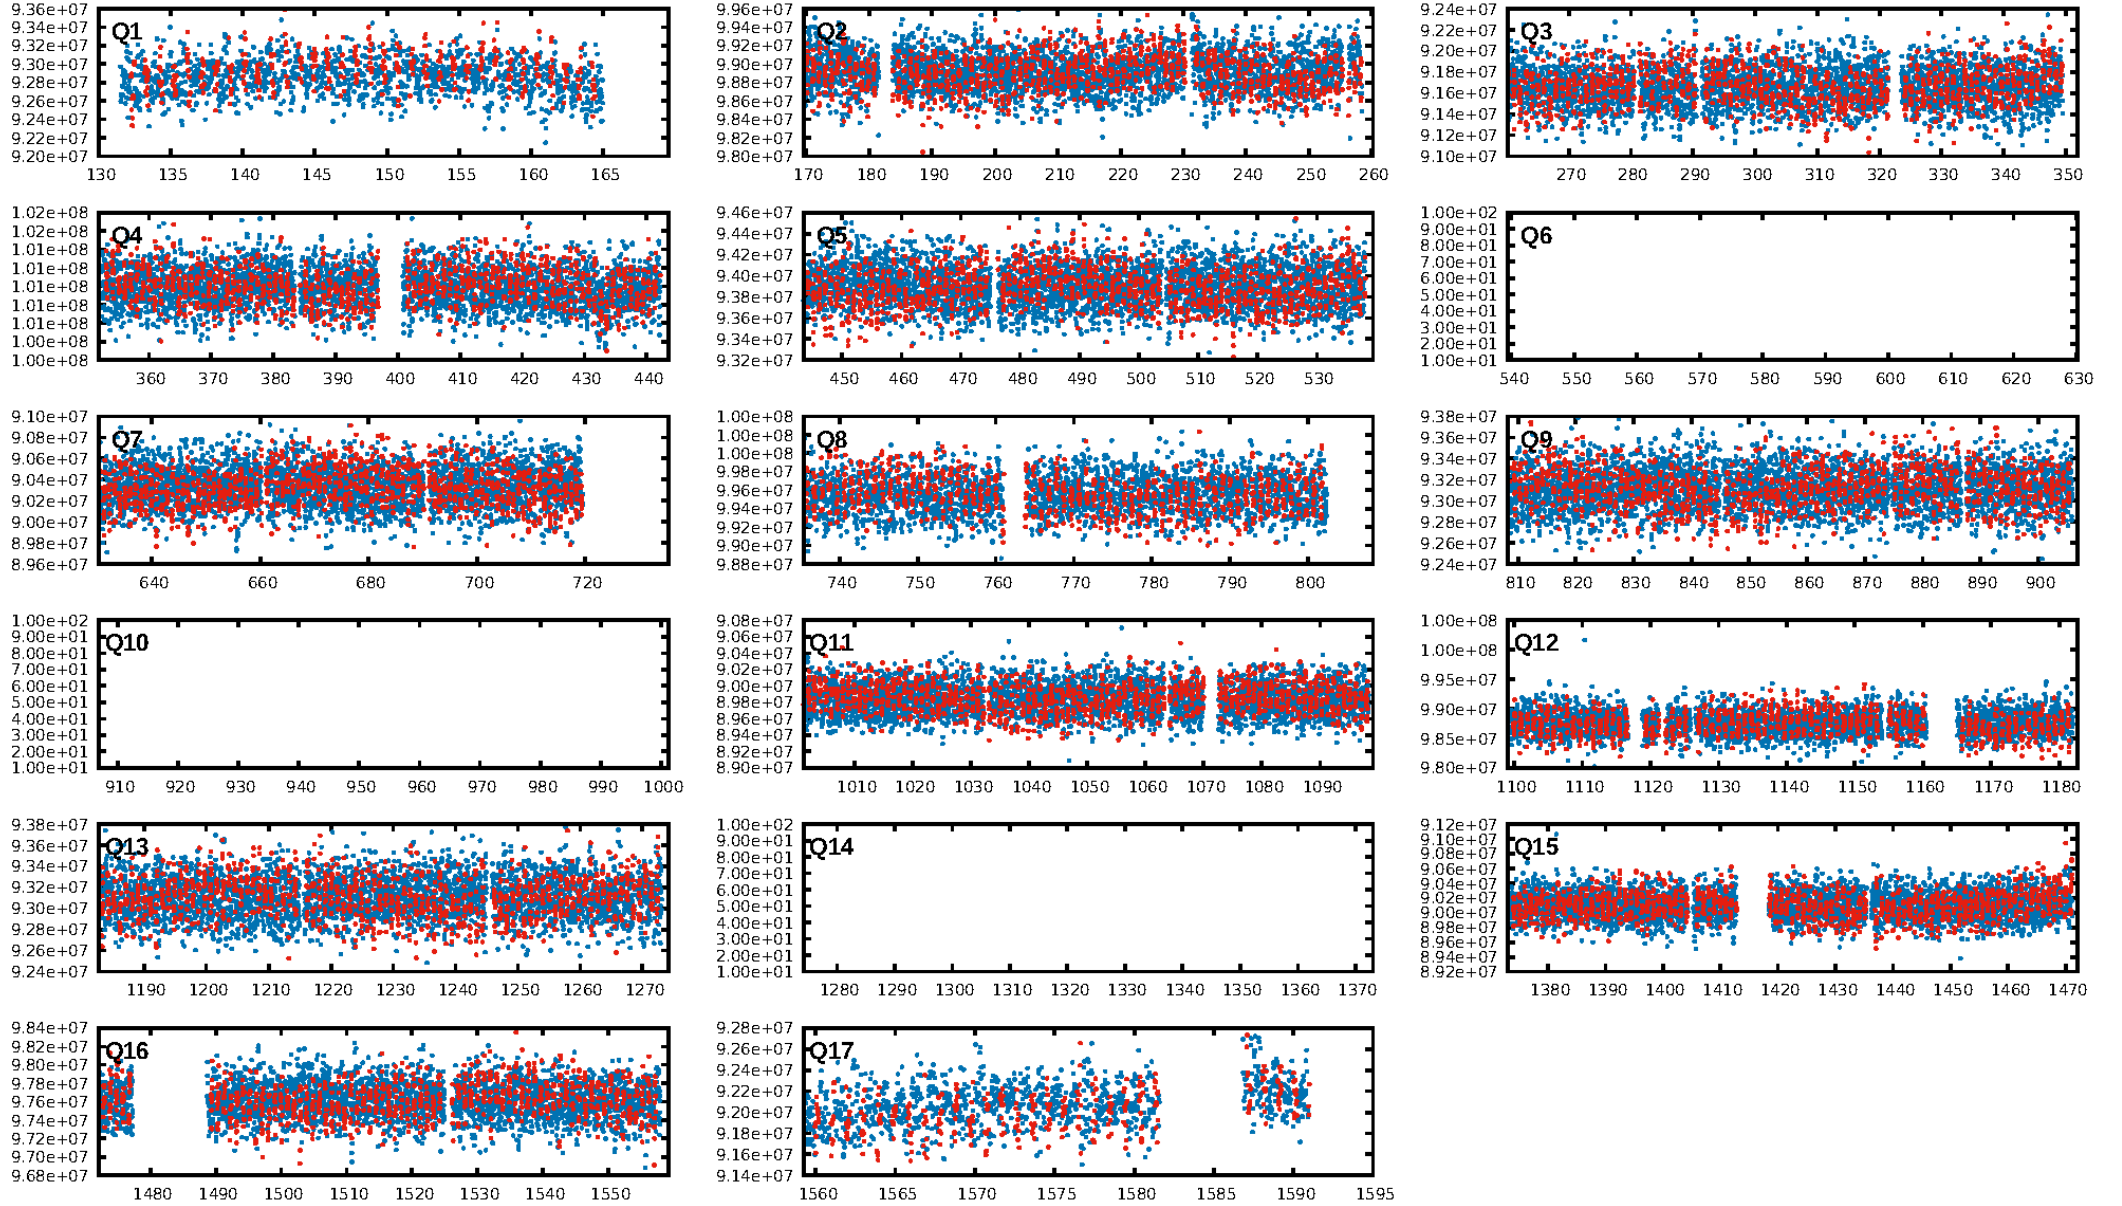 9.36e+07
9.34e+07
9.32e+07
9.30e+07
9.28e+07
9.26e+07
9.24e+07
9.22e+07
9.20e+07
Q1
130 135 140 145 150 155 160 165
9.96e+07
9.94e+07
9.92e+07
9.90e+07
9.88e+07
9.86e+07
9.84e+07
9.82e+07
9.80e+07
Q2
170 180 190 200 210 220 230 240 250 260
9.24e+07
9.22e+07
9.20e+07
9.18e+07
9.16e+07
9.14e+07
9.12e+07
9.10e+07
Q3
270 280 290 300 310 320 330 340 350
1.02e+08
1.02e+08
1.01e+08
1.01e+08
1.01e+08
1.01e+08
1.01e+08
1.00e+08
1.00e+08
Q4
360 370 380 390 400 410 420 430 440
9.46e+07
9.44e+07
9.42e+07
9.40e+07
9.38e+07
9.36e+07
9.34e+07
9.32e+07
Q5
450 460 470 480 490 500 510 520 530
1.00e+02
9.00e+01
8.00e+01
7.00e+01
6.00e+01
5.00e+01
4.00e+01
3.00e+01
2.00e+01
1.00e+01
Q6
540 550 560 570 580 590 600 610 620 630
9.10e+07
9.08e+07
9.06e+07
9.04e+07
9.02e+07
9.00e+07
8.98e+07
8.96e+07
Q7
640 660 680 700 720
1.00e+08
1.00e+08
1.00e+08
9.98e+07
9.96e+07
9.94e+07
9.92e+07
9.90e+07
9.88e+07
Q8
740 750 760 770 780 790 800
9.38e+07
9.36e+07
9.34e+07
9.32e+07
9.30e+07
9.28e+07
9.26e+07
9.24e+07
Q9
810 820 830 840 850 860 870 880 890 900
1.00e+02
9.00e+01
8.00e+01
7.00e+01
6.00e+01
5.00e+01
4.00e+01
3.00e+01
2.00e+01
1.00e+01
Q10
910 920 930 940 950 960 970 980 990 1000
9.08e+07
9.06e+07
9.04e+07
9.02e+07
9.00e+07
8.98e+07
8.96e+07
8.94e+07
8.92e+07
8.90e+07
Q11
1010 1020 1030 1040 1050 1060 1070 1080 1090
1.00e+08
1.00e+08
9.95e+07
9.90e+07
9.85e+07
9.80e+07
Q12
1100 1110 1120 1130 1140 1150 1160 1170 1180
9.38e+07
9.36e+07
9.34e+07
9.32e+07
9.30e+07
9.28e+07
9.26e+07
9.24e+07
Q13
1190 1200 1210 1220 1230 1240 1250 1260 1270
1.00e+02
9.00e+01
8.00e+01
7.00e+01
6.00e+01
5.00e+01
4.00e+01
3.00e+01
2.00e+01
1.00e+01
Q14
1280 1290 1300 1310 1320 1330 1340 1350 1360 1370
9.12e+07
9.10e+07
9.08e+07
9.06e+07
9.04e+07
9.02e+07
9.00e+07
8.98e+07
8.96e+07
8.94e+07
8.92e+07
Q15
1380 1390 1400 1410 1420 1430 1440 1450 1460 1470
9.84e+07
9.82e+07
9.80e+07
9.78e+07
9.76e+07
9.74e+07
9.72e+07
9.70e+07
9.68e+07
Q16
1480 1490 1500 1510 1520 1530 1540 1550
9.28e+07
9.26e+07
9.24e+07
9.22e+07
9.20e+07
9.18e+07
9.16e+07
9.14e+07
Q17
1560 1565 1570 1575 1580 1585 1590 1595